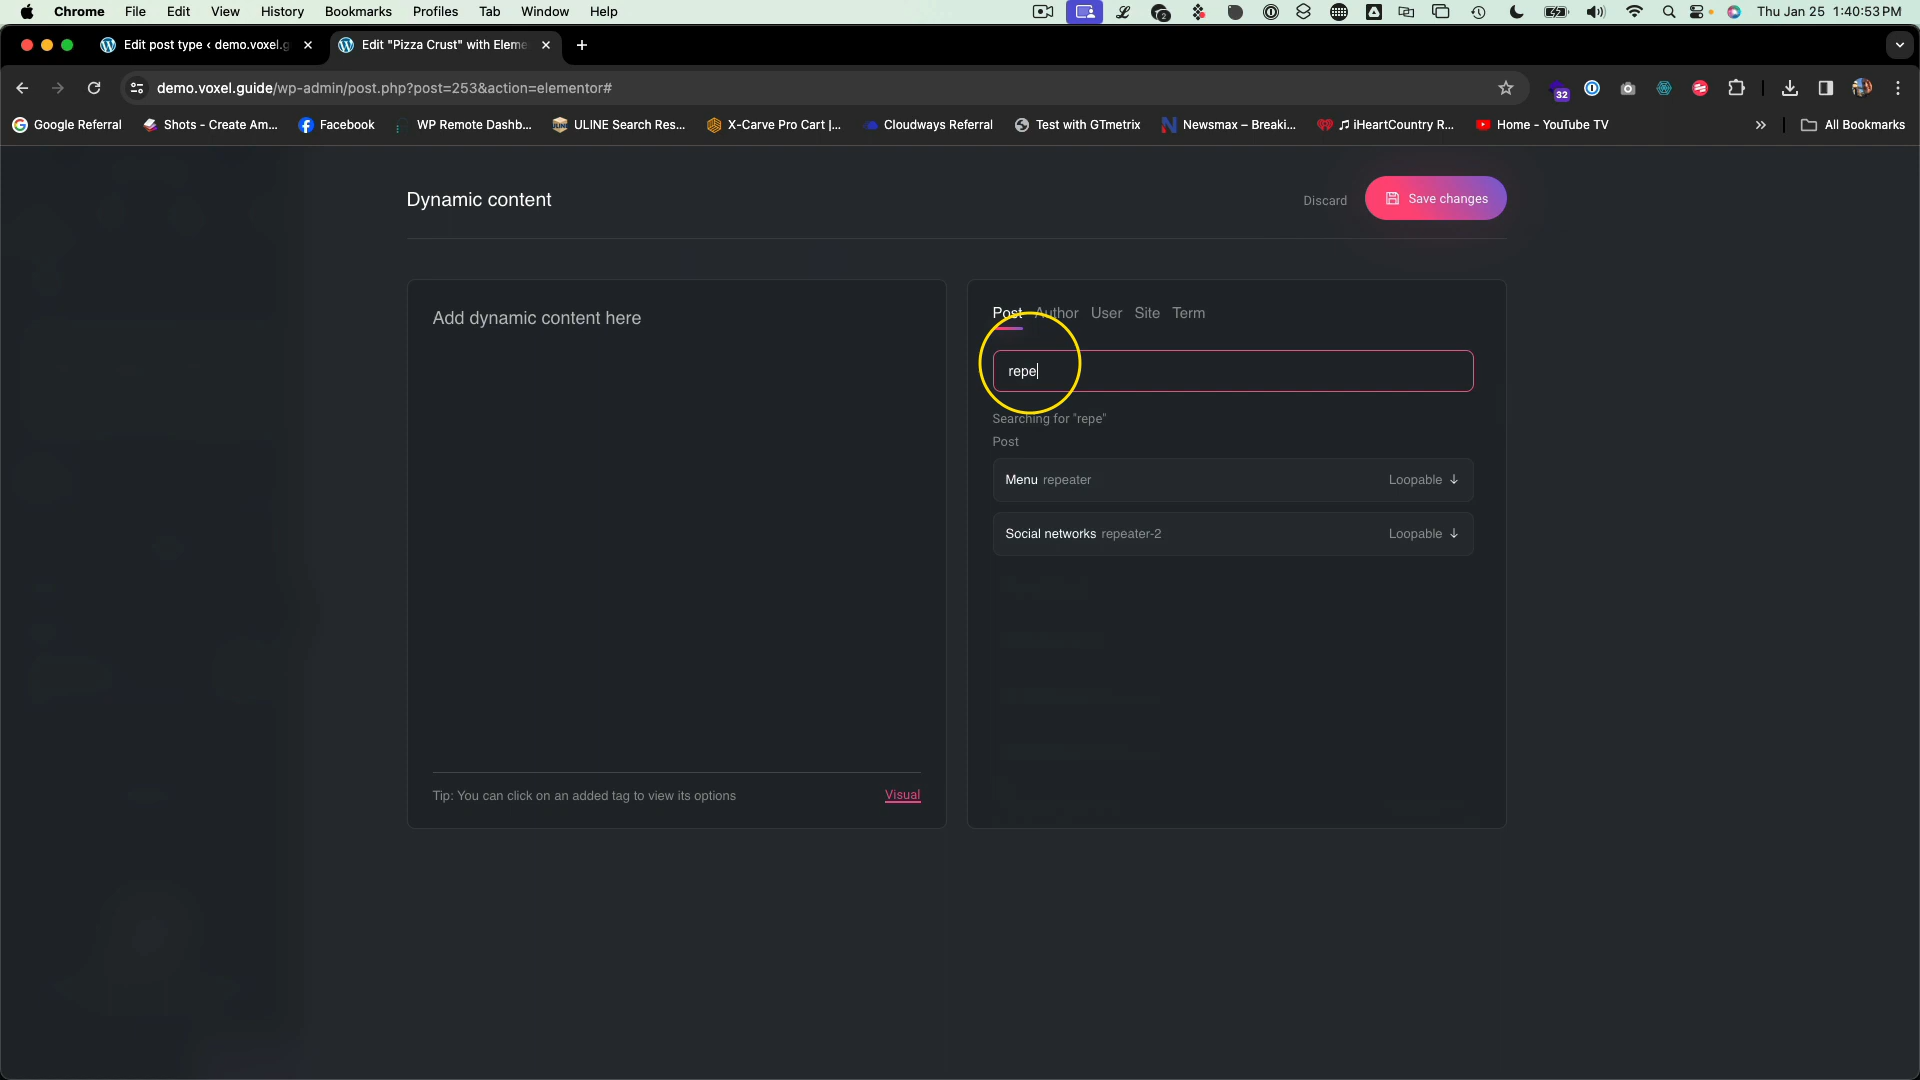 Chrome File Edit View History Bookmarks Profiles Tab Window Help Thu Jan 25 1:40:53 PM
Edit post type ‹ demo.voxel.g Edit "Pizza Crust" with Eleme
demo.voxel.guide/wp-admin/post.php?post=253&action=elementor# 32
Google Referral Shots - Create Am... Facebook WP Remote Dashb... ULINE Search Res... X-Carve Pro Cart |... Cloudways Referral Test with GTmetrix Newsmax – Breaki... ♫ iHeartCountry R... Home - YouTube TV » All Bookmarks
Dynamic content
Discard
Save changes
Add dynamic content here
Tip: You can click on an added tag to view its options
Visual
Post Author User Site Term
repe
Searching for "repe"
Post
Menu repeater Loopable ↓
Social networks repeater-2 Loopable ↓